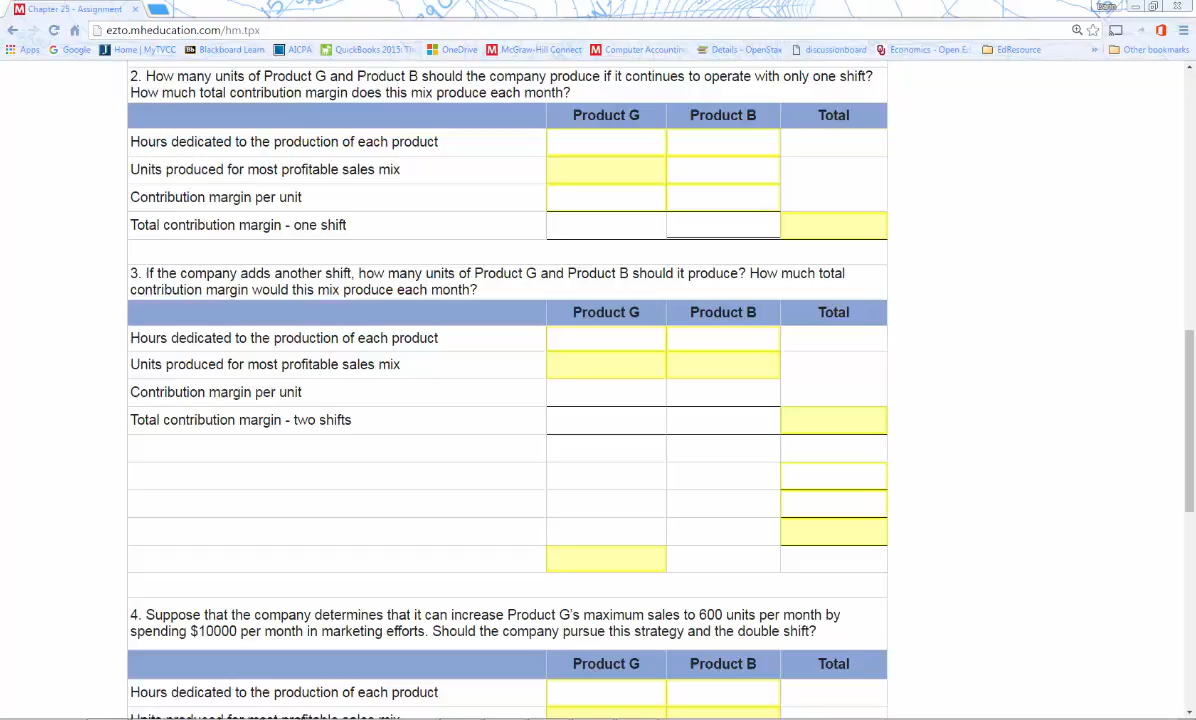 Chapter 25 - Assignment
ezto.mheducation.com/hm.tpx
Apps Google Home | MyTVCC Blackboard Learn AICPA QuickBooks 2015: Th OneDrive McGraw-Hill Connect Computer Accountin Details - OpenStax discussionboard Economics - Open Ed EdResource Other bookmarks
2. How many units of Product G and Product B should the company produce if it continues to operate with only one shift?
How much total contribution margin does this mix produce each month?
Product G Product B Total
Hours dedicated to the production of each product
Units produced for most profitable sales mix
Contribution margin per unit
Total contribution margin - one shift
3. If the company adds another shift, how many units of Product G and Product B should it produce? How much total
contribution margin would this mix produce each month?
Product G Product B Total
Hours dedicated to the production of each product
Units produced for most profitable sales mix
Contribution margin per unit
Total contribution margin - two shifts
4. Suppose that the company determines that it can increase Product G's maximum sales to 600 units per month by
spending $10000 per month in marketing efforts. Should the company pursue this strategy and the double shift?
Product G Product B Total
Hours dedicated to the production of each product
Units produced for most profitable sales mix